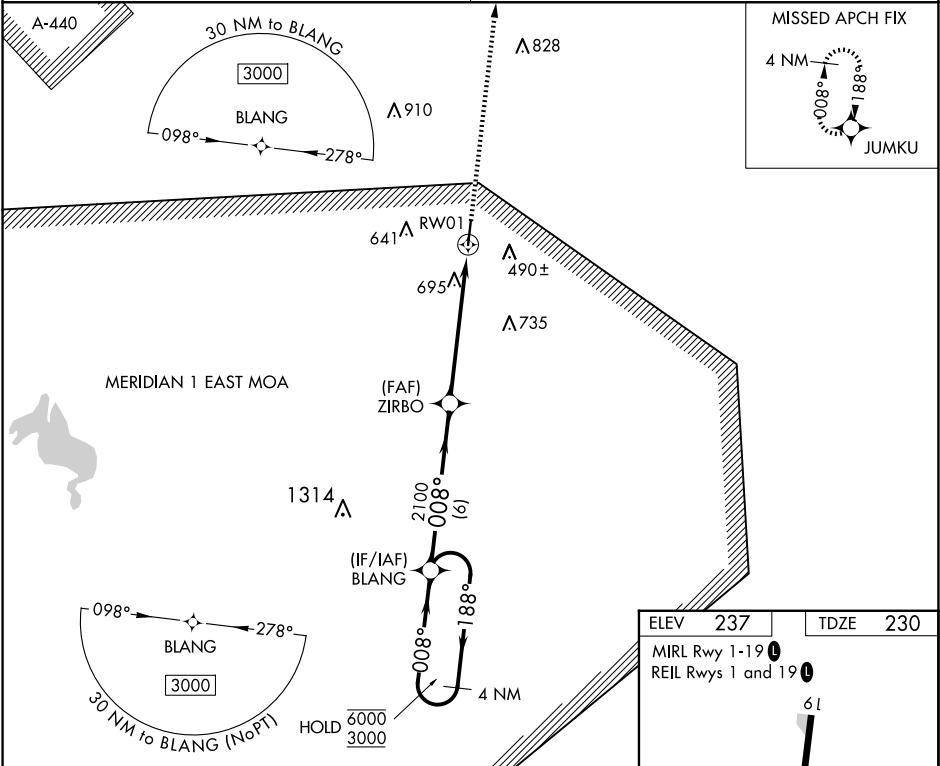 A-440
30 NM to BLANG
3000
BLANG
098°
278°
828
910
MISSED APCH FIX
4 NM
008°
188°
JUMKU
641
RW01
490±
695
735
MERIDIAN 1 EAST MOA
(FAF)
ZIRBO
1314
2100
008°
(6)
(IF/IAF)
BLANG
008°
188°
4 NM
HOLD 6000
3000
098°
278°
BLANG
3000
30 NM to BLANG (NoPT)
ELEV 237
TDZE 230
MIRL Rwy 1-19 L
REIL Rwys 1 and 19 L
19